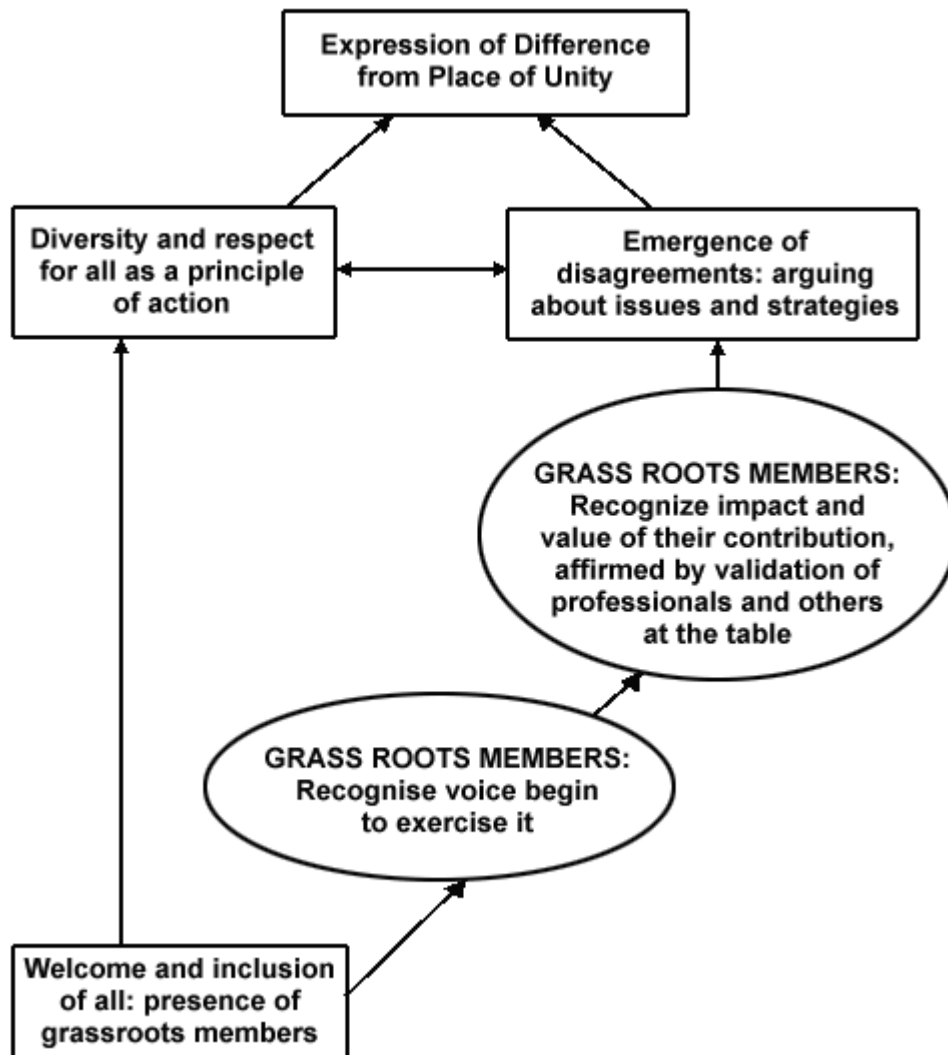 Expression of Difference
from Place of Unity
Diversity and respect
for all as a principle
of action
Emergence of
disagreements: arguing
about issues and strategies
GRASS ROOTS MEMBERS:
Recognize impact and
value of their contribution,
affirmed by validation of
professionals and others
at the table
GRASS ROOTS MEMBERS:
Recognise voice begin
to exercise it
Welcome and inclusion
of all: presence of
grassroots members